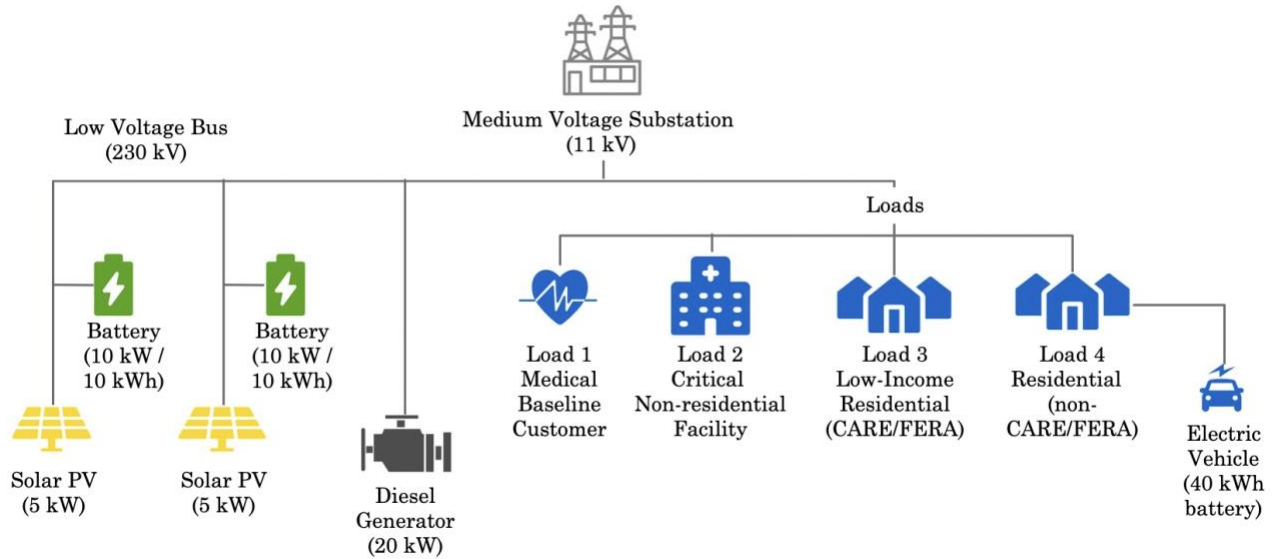 Medium Voltage Substation
(11 kV)
Low Voltage Bus
(230 kV)
Loads
Battery
(10 kW /
10 kWh)
Battery
(10 kW /
10 kWh)
Solar PV
(5 kW)
Solar PV
(5 kW)
Diesel
Generator
(20 kW)
Load 1
Medical
Baseline
Customer
Load 2
Critical
Non-residential
Facility
Load 3
Low-Income
Residential
(CARE/FERA)
Load 4
Residential
(non-
CARE/FERA)
Electric
Vehicle
(40 kWh
battery)